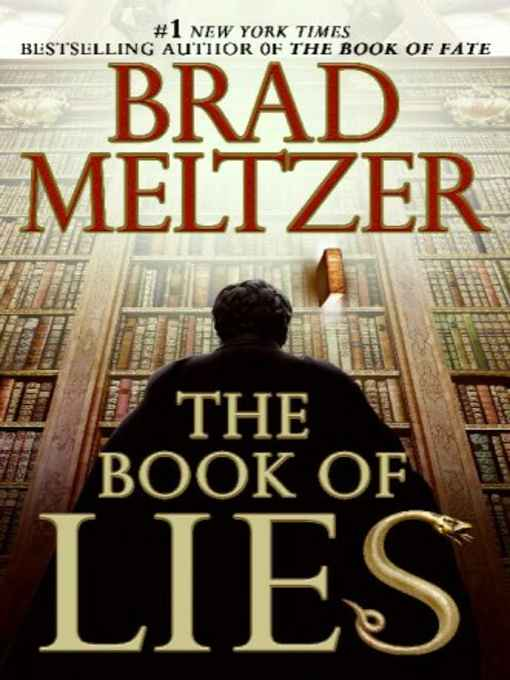 #1 NEW YORK TIMES
BESTSELLING AUTHOR OF THE BOOK OF FATE
BRAD
MELTZER
THE
BOOK OF
LIES